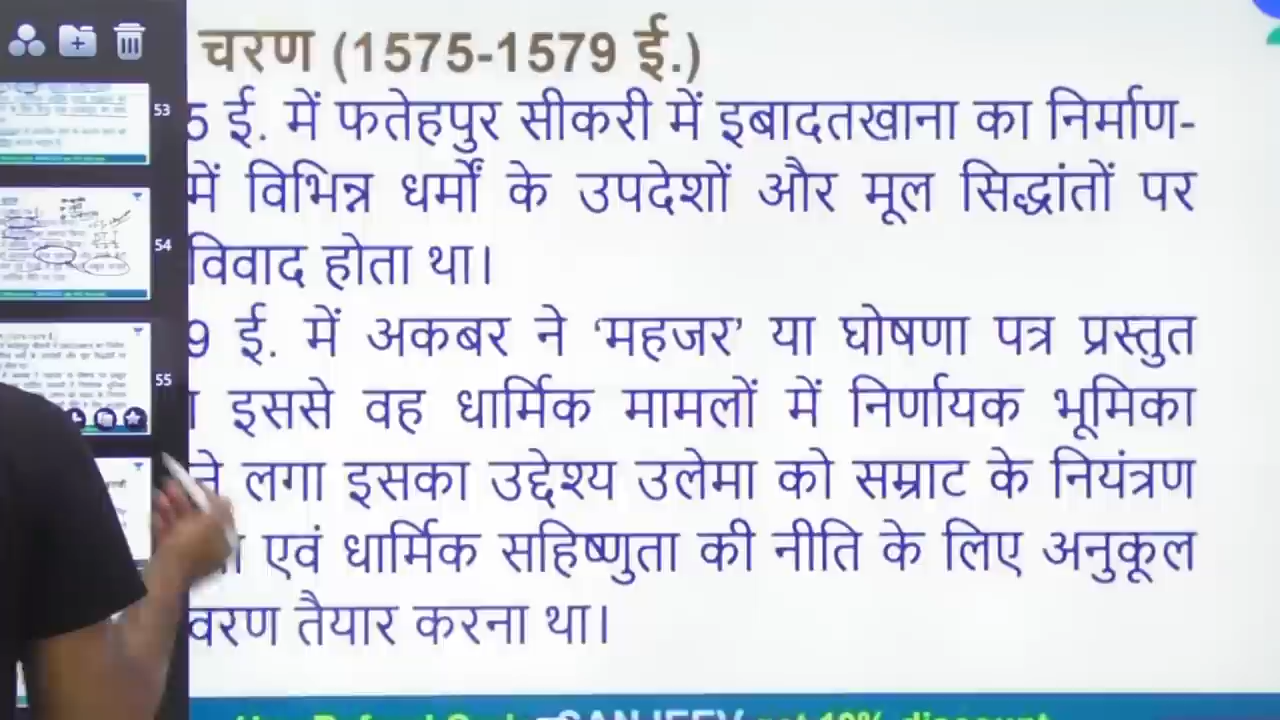 चरण (1575-1579 ई.)
5 ई. में फतेहपुर सीकरी में इबादतखाना का निर्माण-
में विभिन्न धर्मों के उपदेशों और मूल सिद्धांतों पर
विवाद होता था।
9 ई. में अकबर ने ‘महजर’ या घोषणा पत्र प्रस्तुत
इससे वह धार्मिक मामलों में निर्णायक भूमिका
ने लगा इसका उद्देश्य उलेमा को सम्राट के नियंत्रण
एवं धार्मिक सहिष्णुता की नीति के लिए अनुकूल
वरण तैयार करना था।
53
54
55